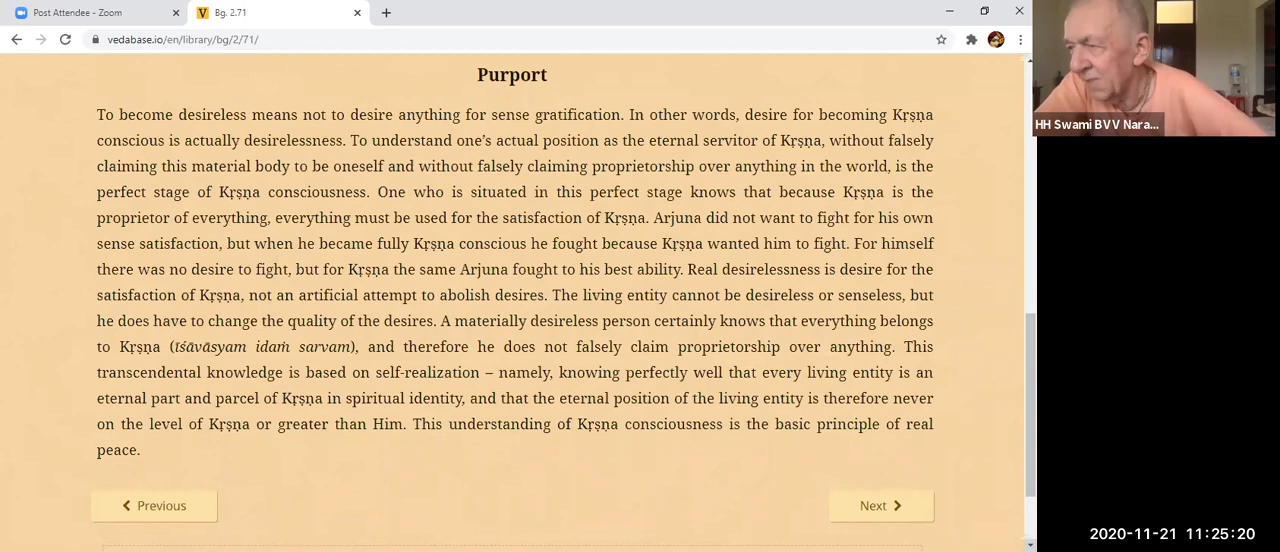 Post Attendee - Zoom
Bg. 2.71
vedabase.io/en/library/bg/2/71/
HH Swami BVV Nara...
Purport
To become desireless means not to desire anything for sense gratification. In other words, desire for becoming Kṛṣṇa
conscious is actually desirelessness. To understand one’s actual position as the eternal servitor of Kṛṣṇa, without falsely
claiming this material body to be oneself and without falsely claiming proprietorship over anything in the world, is the
perfect stage of Kṛṣṇa consciousness. One who is situated in this perfect stage knows that because Kṛṣṇa is the
proprietor of everything, everything must be used for the satisfaction of Kṛṣṇa. Arjuna did not want to fight for his own
sense satisfaction, but when he became fully Kṛṣṇa conscious he fought because Kṛṣṇa wanted him to fight. For himself
there was no desire to fight, but for Kṛṣṇa the same Arjuna fought to his best ability. Real desirelessness is desire for the
satisfaction of Kṛṣṇa, not an artificial attempt to abolish desires. The living entity cannot be desireless or senseless, but
he does have to change the quality of the desires. A materially desireless person certainly knows that everything belongs
to Kṛṣṇa (īśāvāsyam idaṁ sarvam), and therefore he does not falsely claim proprietorship over anything. This
transcendental knowledge is based on self-realization – namely, knowing perfectly well that every living entity is an
eternal part and parcel of Kṛṣṇa in spiritual identity, and that the eternal position of the living entity is therefore never
on the level of Kṛṣṇa or greater than Him. This understanding of Kṛṣṇa consciousness is the basic principle of real
peace.
Previous
Next
2020-11-21 11:25:20